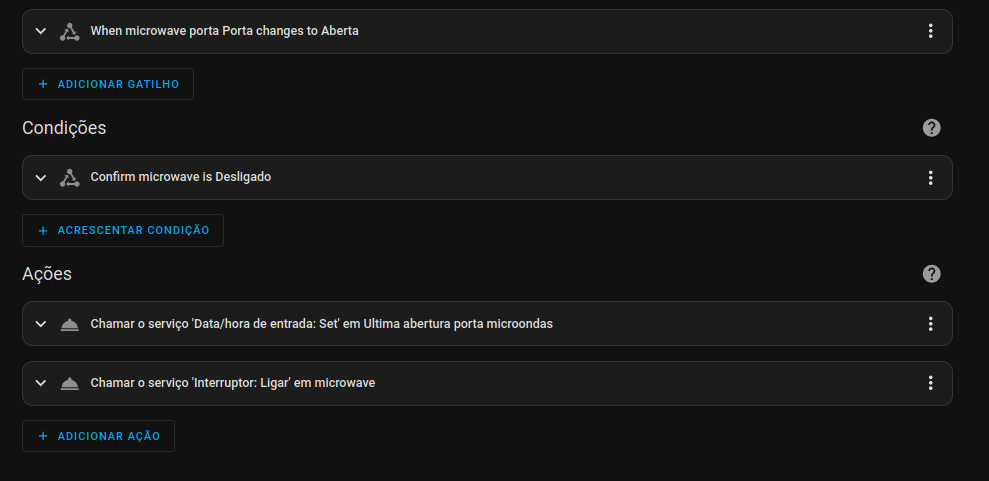 When microwave porta Porta changes to Aberta
+ ADICIONAR GATILHO
Condições
Confirm microwave is Desligado
+ ACRESCENTAR CONDIÇÃO
Ações
Chamar o serviço 'Data/hora de entrada: Set' em Ultima abertura porta microondas
Chamar o serviço 'Interruptor: Ligar' em microwave
+ ADICIONAR AÇÃO